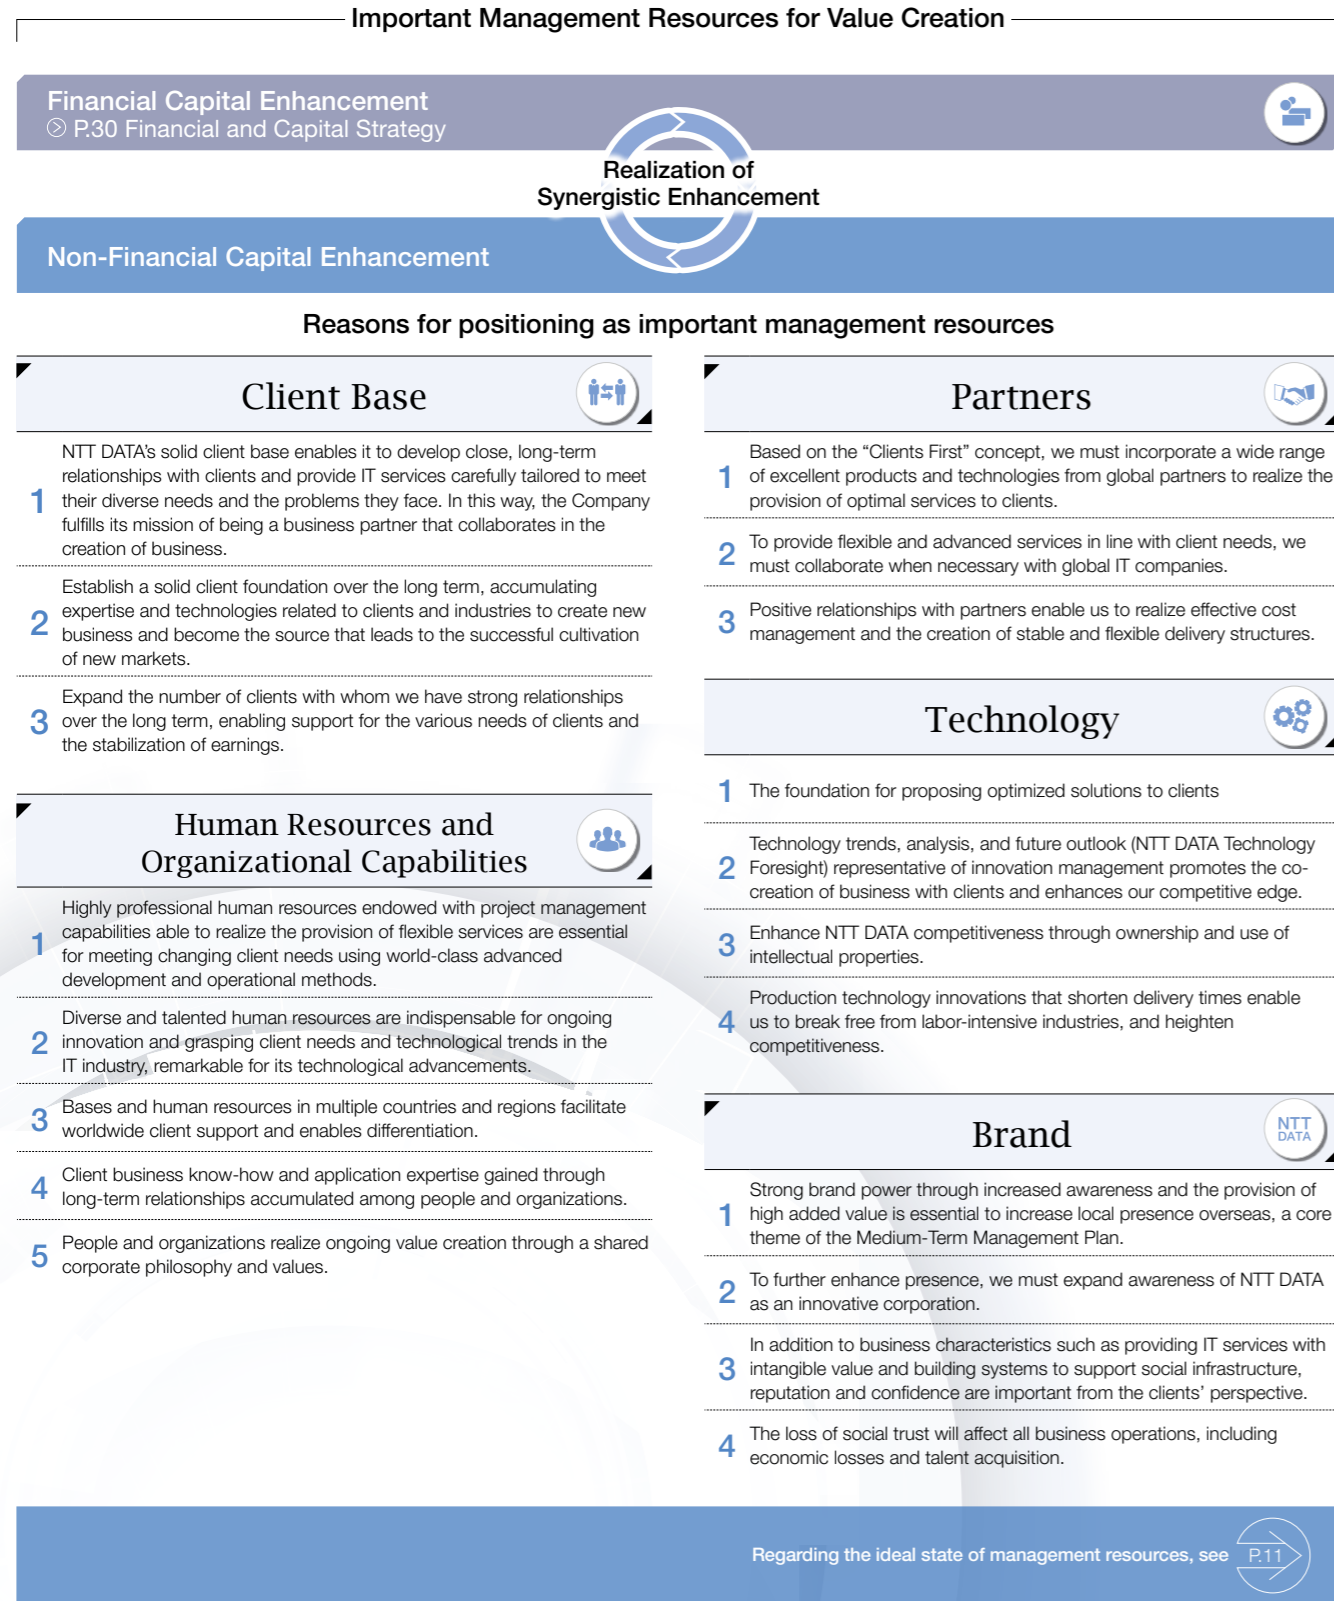 Important Management Resources for Value Creation
Financial Capital Enhancement
P.30 Financial and Capital Strategy
Realization of
Synergistic Enhancement
Non-Financial Capital Enhancement
Reasons for positioning as important management resources
Client Base
1
NTT DATA's solid client base enables it to develop close, long-term
relationships with clients and provide IT services carefully tailored to meet
their diverse needs and the problems they face. In this way, the Company
fulfills its mission of being a business partner that collaborates in the
creation of business.
2
Establish a solid client foundation over the long term, accumulating
expertise and technologies related to clients and industries to create new
business and become the source that leads to the successful cultivation
of new markets.
3
Expand the number of clients with whom we have strong relationships
over the long term, enabling support for the various needs of clients and
the stabilization of earnings.
Human Resources and
Organizational Capabilities
1
Highly professional human resources endowed with project management
capabilities able to realize the provision of flexible services are essential
for meeting changing client needs using world-class advanced
development and operational methods.
2
Diverse and talented human resources are indispensable for ongoing
innovation and grasping client needs and technological trends in the
IT industry, remarkable for its technological advancements.
3
Bases and human resources in multiple countries and regions facilitate
worldwide client support and enables differentiation.
4
Client business know-how and application expertise gained through
long-term relationships accumulated among people and organizations.
5
People and organizations realize ongoing value creation through a shared
corporate philosophy and values.
Partners
1
Based on the “Clients First” concept, we must incorporate a wide range
of excellent products and technologies from global partners to realize the
provision of optimal services to clients.
2
To provide flexible and advanced services in line with client needs, we
must collaborate when necessary with global IT companies.
3
Positive relationships with partners enable us to realize effective cost
management and the creation of stable and flexible delivery structures.
Technology
1
The foundation for proposing optimized solutions to clients
2
Technology trends, analysis, and future outlook (NTT DATA Technology
Foresight) representative of innovation management promotes the co-
creation of business with clients and enhances our competitive edge.
3
Enhance NTT DATA competitiveness through ownership and use of
intellectual properties.
4
Production technology innovations that shorten delivery times enable
us to break free from labor-intensive industries, and heighten
competitiveness.
Brand
NTT
DATA
1
Strong brand power through increased awareness and the provision of
high added value is essential to increase local presence overseas, a core
theme of the Medium-Term Management Plan.
2
To further enhance presence, we must expand awareness of NTT DATA
as an innovative corporation.
3
In addition to business characteristics such as providing IT services with
intangible value and building systems to support social infrastructure,
reputation and confidence are important from the clients’ perspective.
4
The loss of social trust will affect all business operations, including
economic losses and talent acquisition.
Regarding the ideal state of management resources, see P.11